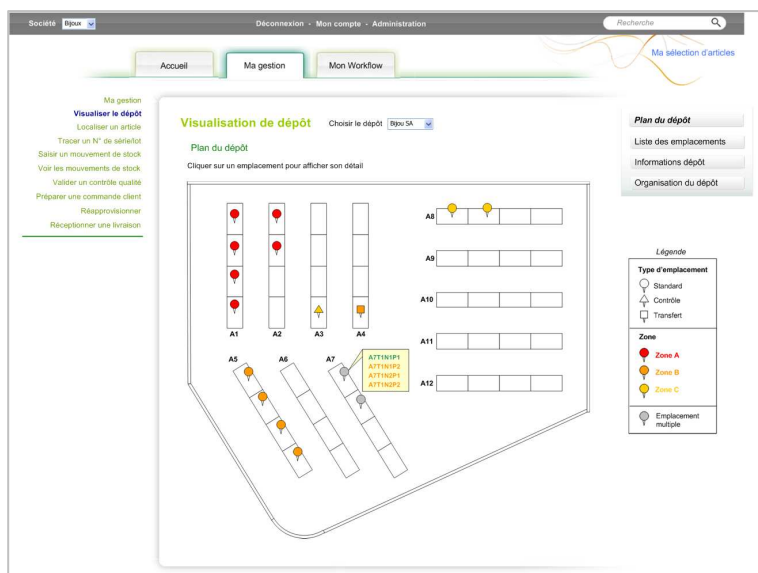 Société Bijoux Déconnexion - Mon compte - Administration Recherche
Ma sélection d'articles
Accueil Ma gestion Mon Workflow
Ma gestion
Visualiser le dépôt
Localiser un article
Tracer un N° de série/lot
Saisir un mouvement de stock
Voir les mouvements de stock
Valider un contrôle qualité
Préparer une commande client
Réapprovisionner
Réceptionner une livraison
Visualisation de dépôt Choisir le dépôt Bijou SA
Plan du dépôt
Cliquer sur un emplacement pour afficher son détail
A8
A9
A10
A11
A12
A1 A2 A3 A4
A5 A6 A7
A7T1N1P1
A7T1N1P2
A7T1N2P1
A7T1N2P2
Plan du dépôt
Liste des emplacements
Informations dépôt
Organisation du dépôt
Légende
Type d'emplacement
Standard
Contrôle
Transfert
Zone
Zone A
Zone B
Zone C
Emplacement
multiple